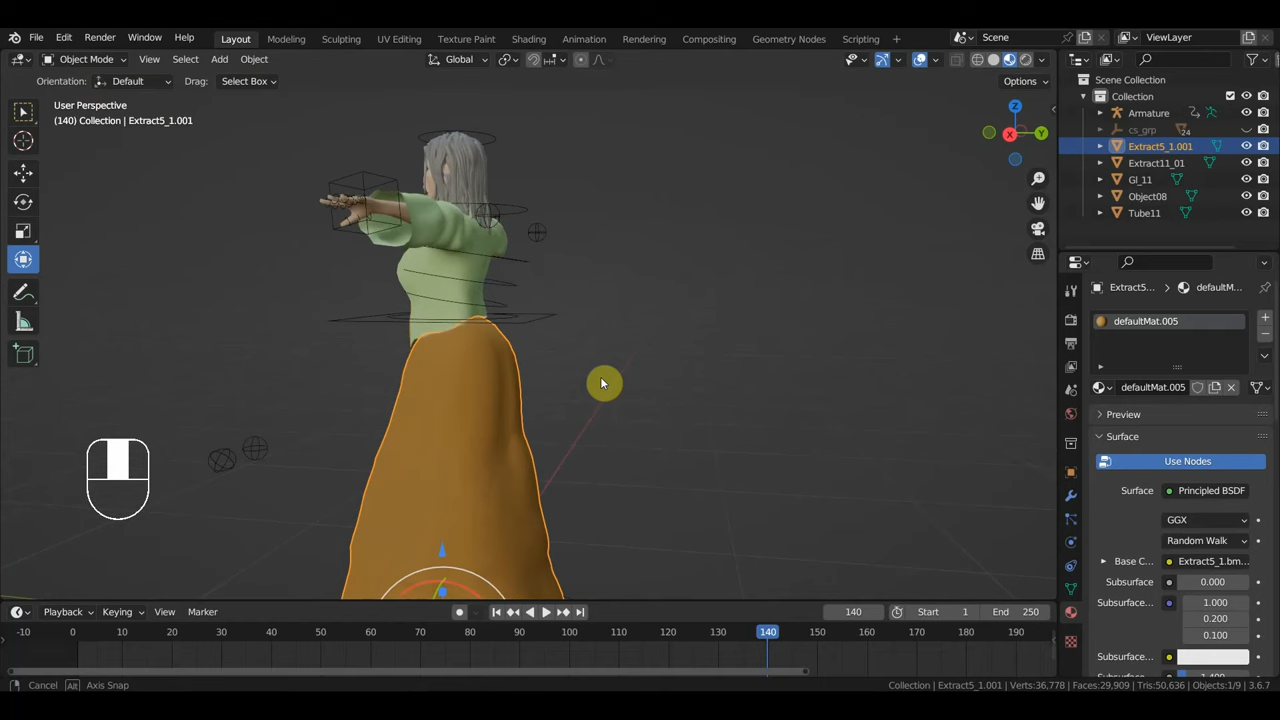 File Edit Render Window Help Layout Modeling Sculpting UV Editing Texture Paint Shading Animation Rendering Compositing Geometry Nodes Scripting + Scene ViewLayer
Object Mode View Select Add Object Global
Orientation: Default Drag: Select Box Options
User Perspective
(140) Collection | Extract5_1.001
Z
Y
X
Scene Collection
Collection
Armature
cs_grp 24
Extract5_1.001
Extract11_01
Gl_11
Object08
Tube11
Extract5... defaultM...
defaultMat.005
defaultMat.005
Preview
Surface
Use Nodes
Surface Principled BSDF
GGX
Random Walk
Base C... Extract5_1.bm...
Subsurface 0.000
Subsurface... 1.000
0.200
0.100
Subsurface...
Subsurface... 1.400
Playback Keying View Marker 140 Start 1 End 250
-10 0 10 20 30 40 50 60 70 80 90 100 110 120 130 140 150 160 170 180 190
Cancel Alt Axis Snap Collection | Extract5_1.001 | Verts:36,778 | Faces:29,909 | Tris:50,636 | Objects:1/9 | 3.6.7